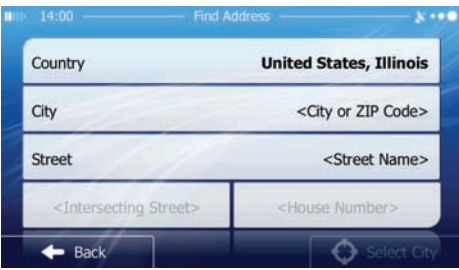 14:00 Find Address
Country United States, Illinois
City <City or ZIP Code>
Street <Street Name>
<Intersecting Street> <House Number>
Back Select City